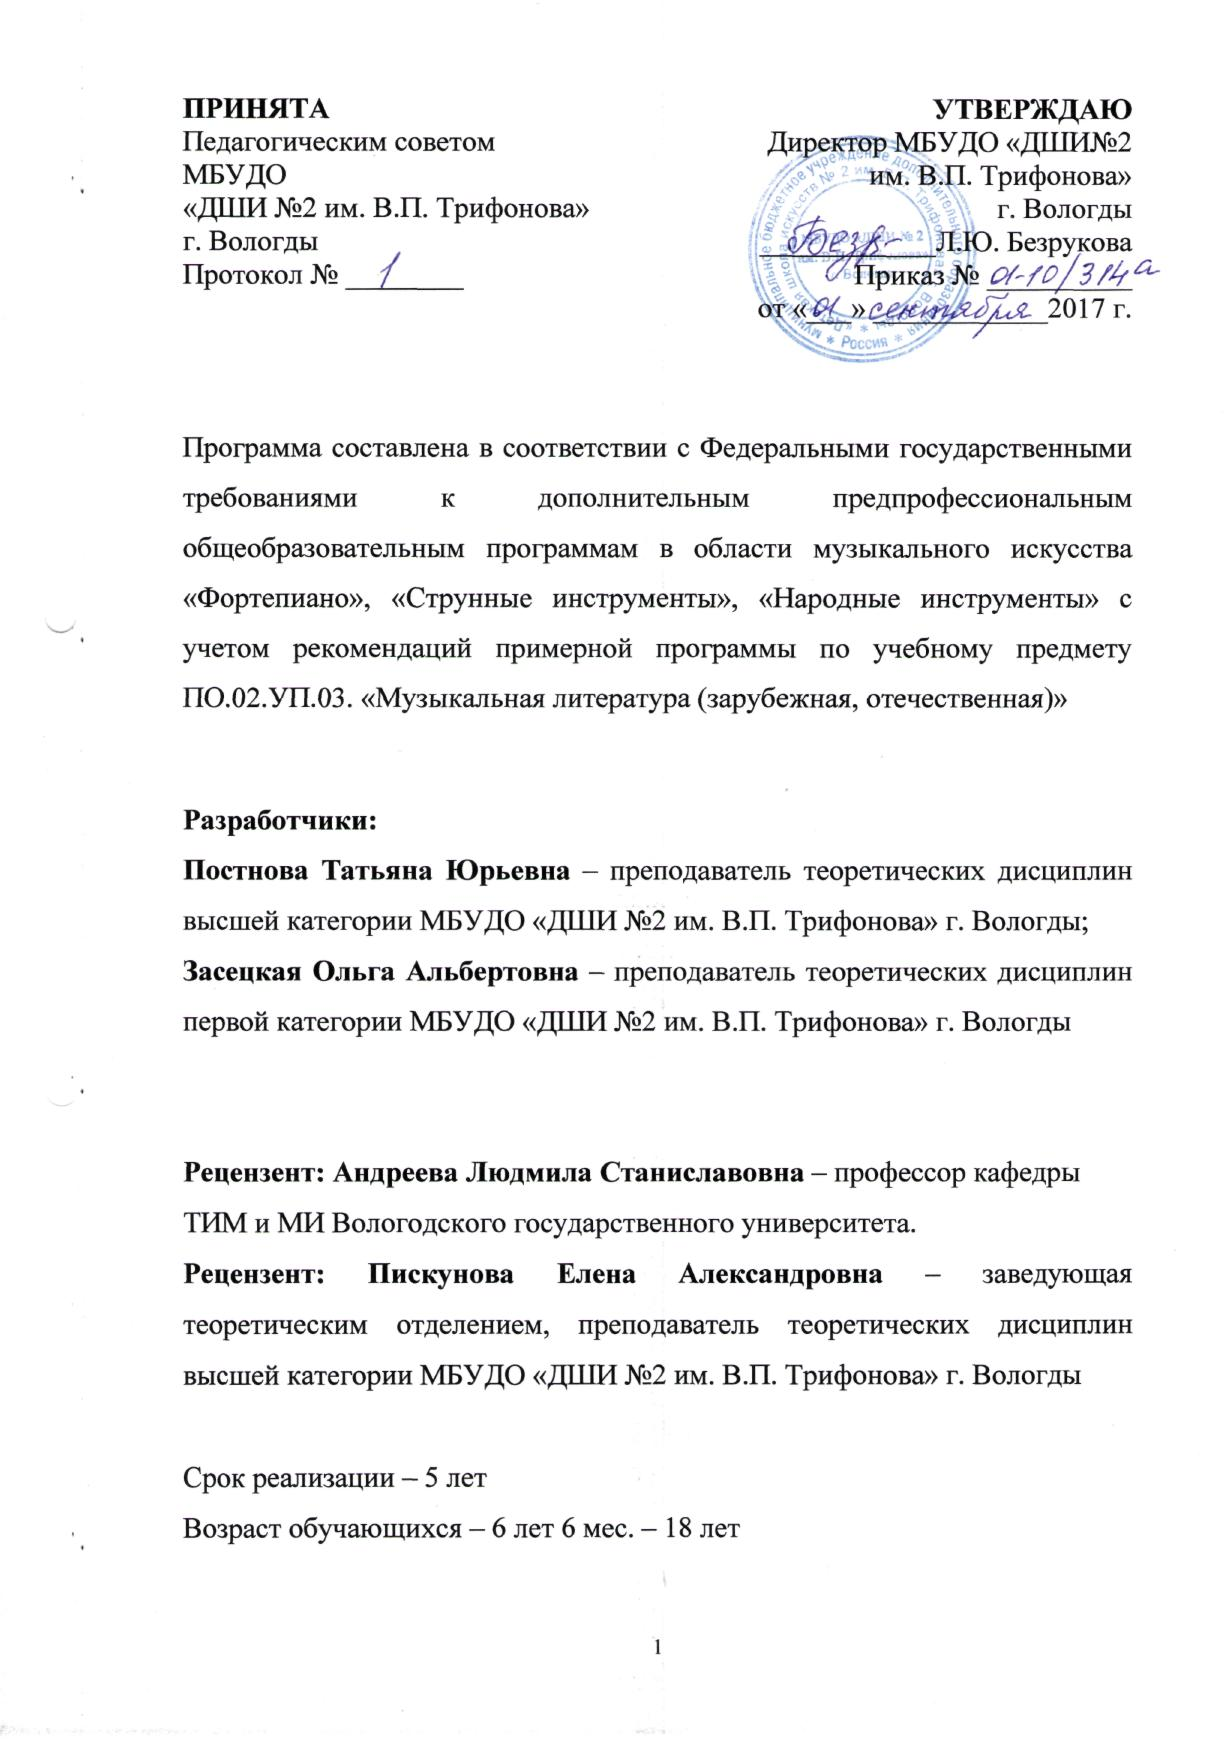 ПРИНЯТА
Педагогическим советом
МБУДО
«ДШИ №2 им. В.П. Трифонова»
г. Вологды
Протокол № 1
УТВЕРЖДАЮ
Директор МБУДО «ДШИ№2
им. В.П. Трифонова»
г. Вологды
Безр- Л.Ю. Безрукова
Приказ № 01-10/314а
от «01» сентября 2017 г.
муниципальное бюджетное учреждение дополнительного образования * Россия *
Программа составлена в соответствии с Федеральными государственными
требованиями к дополнительным предпрофессиональным
общеобразовательным программам в области музыкального искусства
«Фортепиано», «Струнные инструменты», «Народные инструменты» с
учетом рекомендаций примерной программы по учебному предмету
ПО.02.УП.03. «Музыкальная литература (зарубежная, отечественная)»
Разработчики:
Постнова Татьяна Юрьевна – преподаватель теоретических дисциплин
высшей категории МБУДО «ДШИ №2 им. В.П. Трифонова» г. Вологды;
Засецкая Ольга Альбертовна – преподаватель теоретических дисциплин
первой категории МБУДО «ДШИ №2 им. В.П. Трифонова» г. Вологды
Рецензент: Андреева Людмила Станиславовна – профессор кафедры
ТИМ и МИ Вологодского государственного университета.
Рецензент: Пискунова Елена Александровна – заведующая
теоретическим отделением, преподаватель теоретических дисциплин
высшей категории МБУДО «ДШИ №2 им. В.П. Трифонова» г. Вологды
Срок реализации – 5 лет
Возраст обучающихся – 6 лет 6 мес. – 18 лет
1